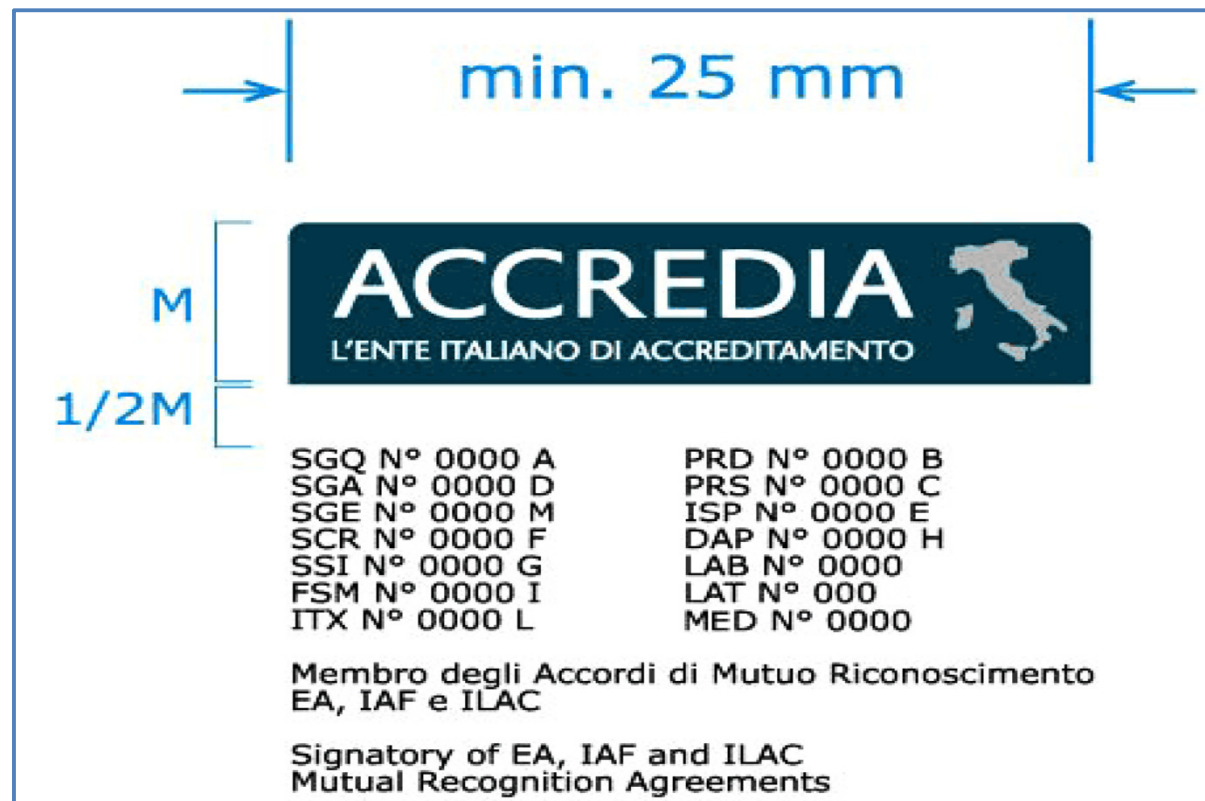 min. 25 mm
M
ACCREDIA
L'ENTE ITALIANO DI ACCREDITAMENTO
1/2M
SGQ N° 0000 A PRD N° 0000 B
SGA N° 0000 D PRS N° 0000 C
SGE N° 0000 M ISP N° 0000 E
SCR N° 0000 F DAP N° 0000 H
SSI N° 0000 G LAB N° 0000
FSM N° 0000 I LAT N° 000
ITX N° 0000 L MED N° 0000
Membro degli Accordi di Mutuo Riconoscimento
EA, IAF e ILAC
Signatory of EA, IAF and ILAC
Mutual Recognition Agreements